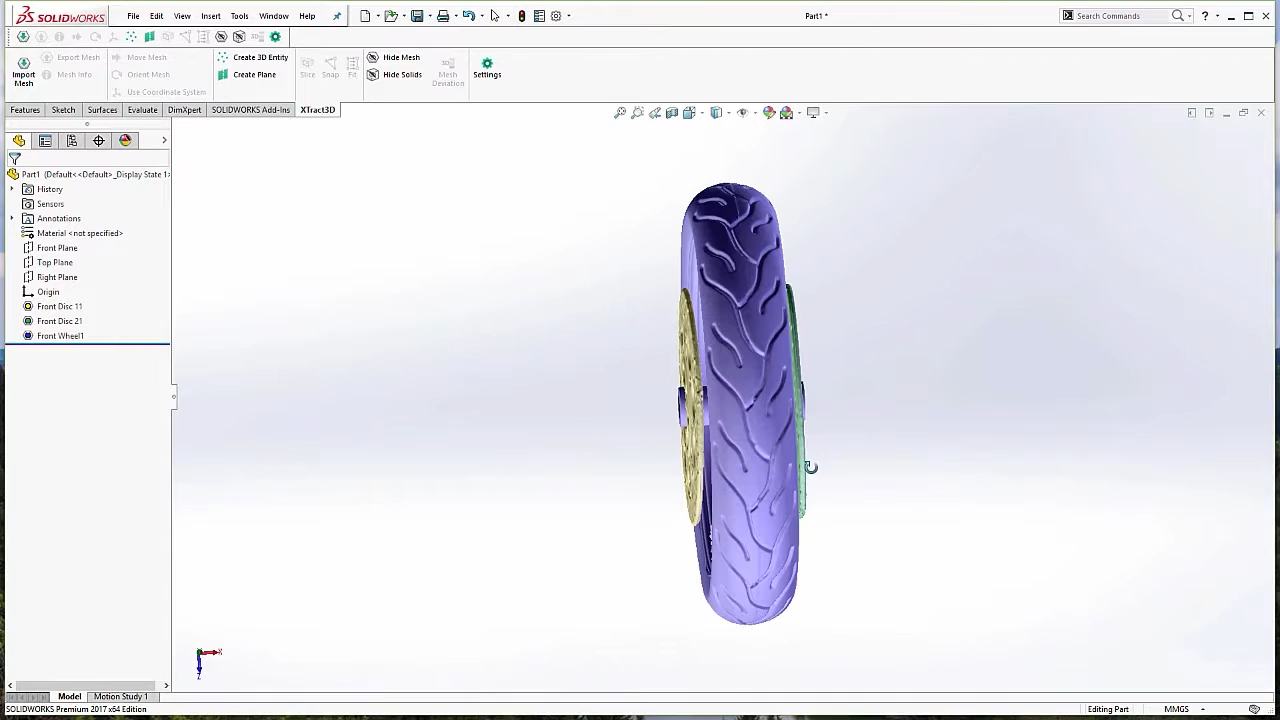 SOLIDWORKS
File Edit View Insert Tools Window Help
Part1 *
Search Commands
?
Import Mesh
Export Mesh
Mesh Info
Move Mesh
Orient Mesh
Use Coordinate System
Create 3D Entity
Create Plane
Slice Snap Fit
Hide Mesh
Hide Solids
Mesh Deviation
Settings
Features Sketch Surfaces Evaluate DimXpert SOLIDWORKS Add-Ins XTract3D
Part1 (Default<<Default>_Display State 1>
History
Sensors
Annotations
Material <not specified>
Front Plane
Top Plane
Right Plane
Origin
Front Disc 11
Front Disc 21
Front Wheel1
X
Z
Model Motion Study 1
SOLIDWORKS Premium 2017 x64 Edition
Editing Part
MMGS